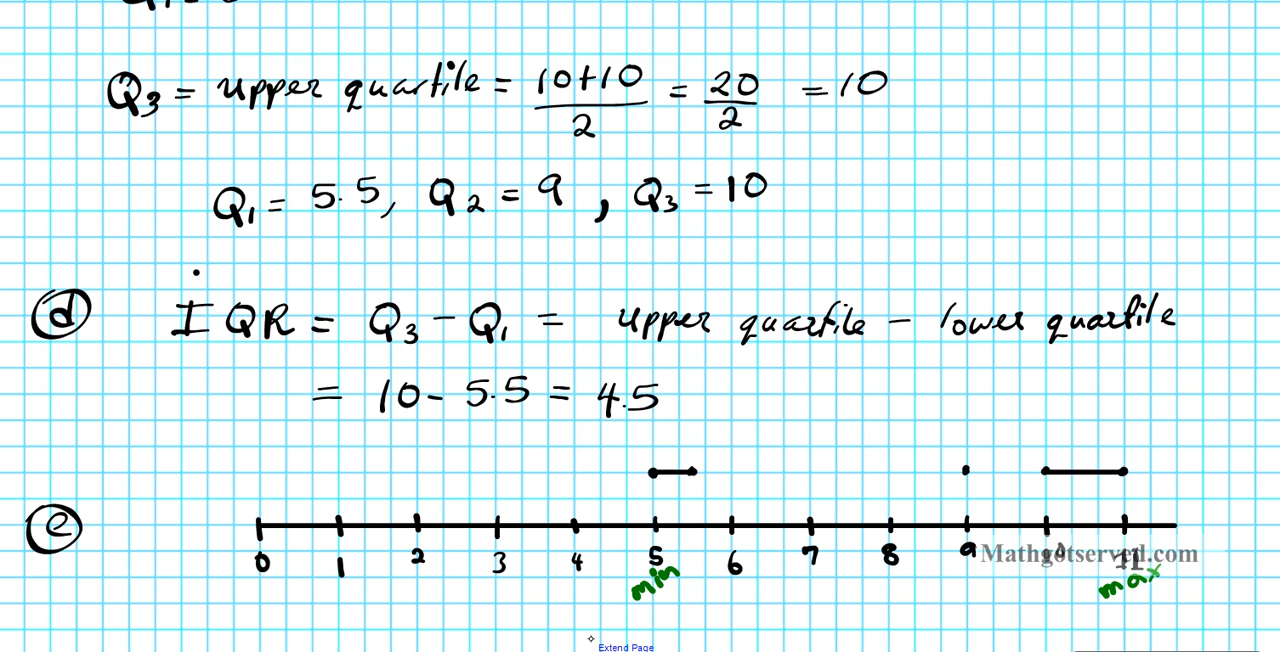 Q3 = upper quartile = 10+10/2 = 20/2 = 10
Q1 = 5.5, Q2 = 9, Q3 = 10
d IQR = Q3 - Q1 = upper quartile - lower quartile
= 10 - 5.5 = 4.5
e
0 1 2 3 4 5 6 7 8 9 10 11
Mathgotserved.com
min max
Extend Page